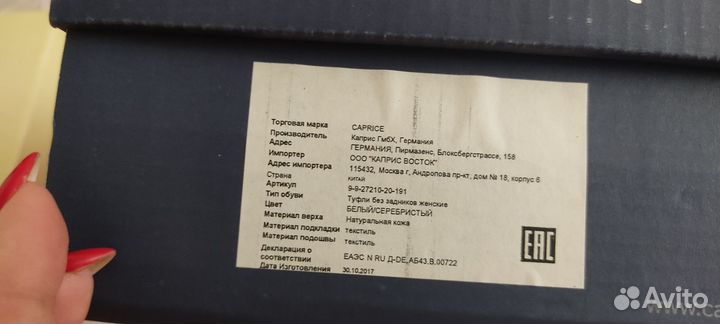 Торговая марка CAPRICE
Производитель Каприс ГмбХ, Германия
Адрес ГЕРМАНИЯ, Пирмазенс, Блоксбергстрассе, 158
Импортер ООО "КАПРИС ВОСТОК"
Адрес импортера 115432, Москва г, Андропова пр-кт, дом № 18, корпус 6
Страна КИТАЙ
Артикул 9-9-27210-20-191
Тип обуви Туфли без задников женские
Цвет БЕЛЫЙ/СЕРЕБРИСТЫЙ
Материал верха Натуральная кожа
Материал подкладки текстиль
Материал подошвы текстиль
Декларация о
соответствии ЕАЭС N RU Д-DE.АБ43.В.00722
Дата Изготовления 30.10.2017
EAC
Avito
www.ca